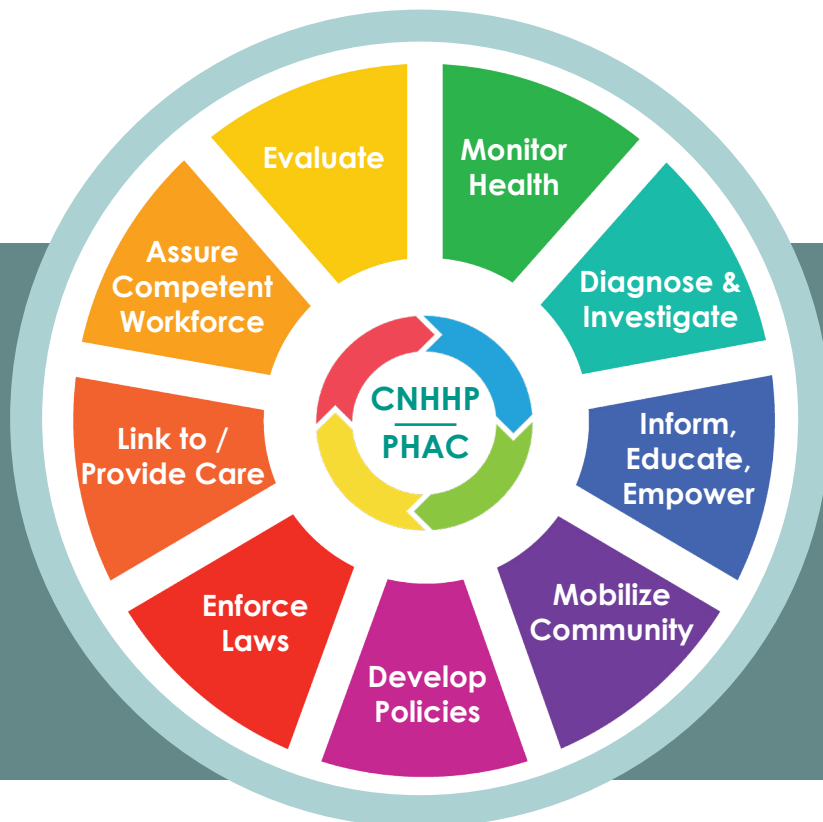 Monitor
Health
Diagnose &
Investigate
Inform,
Educate,
Empower
Mobilize
Community
Develop
Policies
Enforce
Laws
Link to /
Provide Care
Assure
Competent
Workforce
Evaluate
CNHHP
PHAC